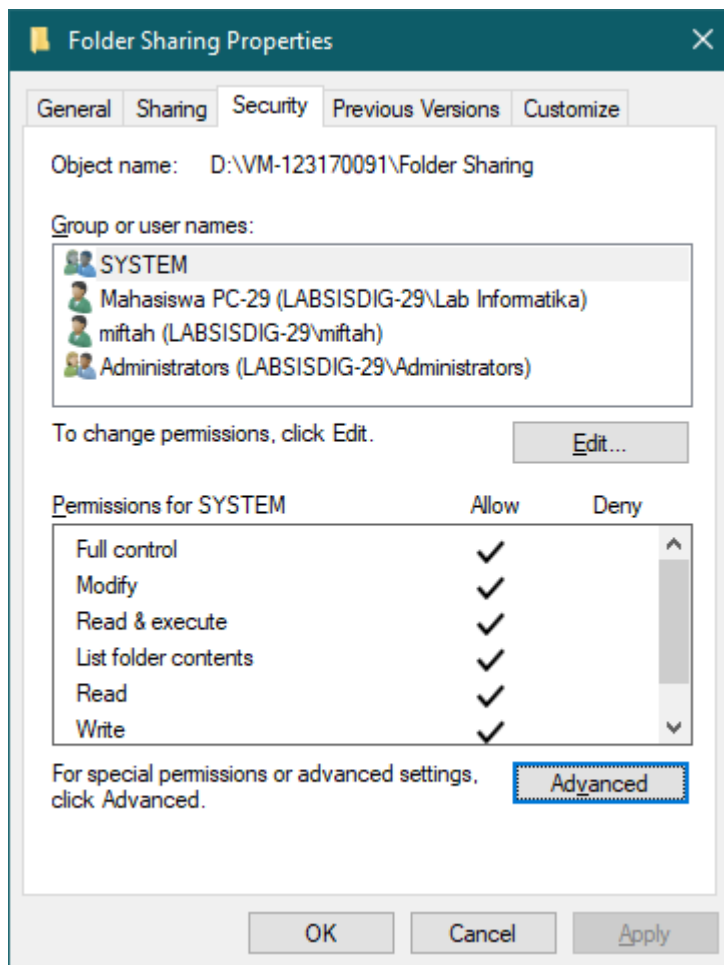 Folder Sharing Properties
General Sharing Security Previous Versions Customize
Object name: D:\VM-123170091\Folder Sharing
Group or user names:
SYSTEM
Mahasiswa PC-29 (LABSISDIG-29\Lab Informatika)
miftah (LABSISDIG-29\miftah)
Administrators (LABSISDIG-29\Administrators)
To change permissions, click Edit.
Edit...
Permissions for SYSTEM Allow Deny
Full control
Modify
Read & execute
List folder contents
Read
Write
For special permissions or advanced settings,
click Advanced.
Advanced
OK Cancel Apply